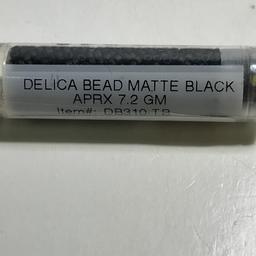 DELICA BEAD MATTE BLACK
APRX 7.2 GM
Item#: DB310-TB